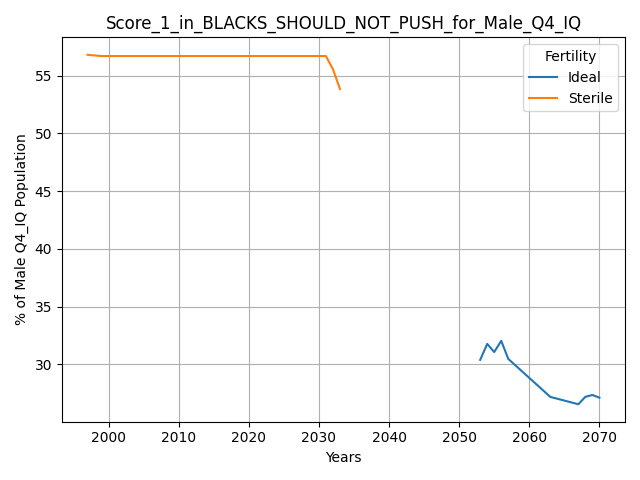 Score_1_in_BLACKS_SHOULD_NOT_PUSH_for_Male_Q4_IQ
Fertility
Ideal
Sterile
% of Male Q4_IQ Population
55
50
45
40
35
30
2000 2010 2020 2030 2040 2050 2060 2070
Years